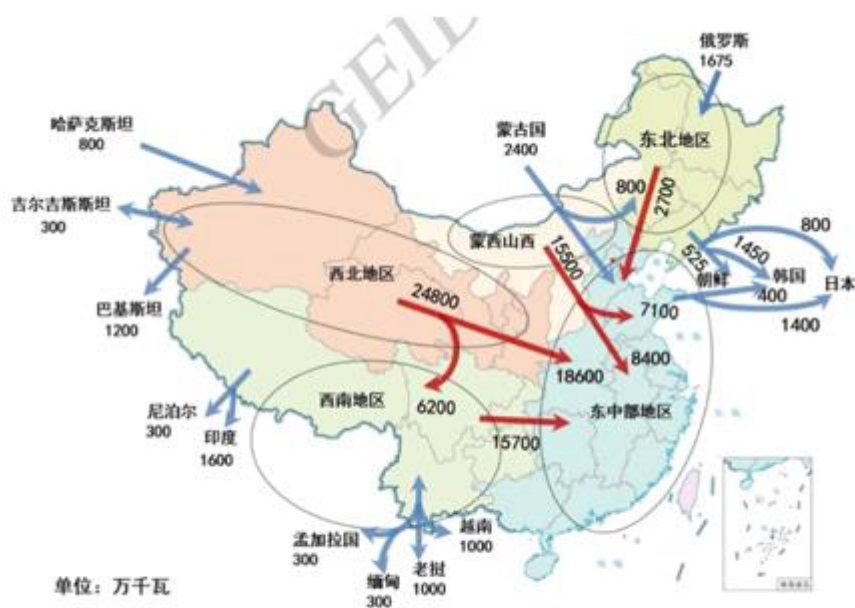 GEID
俄罗斯
1675
哈萨克斯坦
800
蒙古国
2400
东北地区
800
2700
吉尔吉斯斯坦
300
蒙西山西
15500
525
1450
800
西北地区
24800
朝鲜
韩国
400
日本
巴基斯坦
1200
7100
1400
8400
18600
尼泊尔
300
西南地区
6200
东中部地区
印度
1600
15700
孟加拉国
300
越南
1000
缅甸
300
老挝
1000
单位：万千瓦